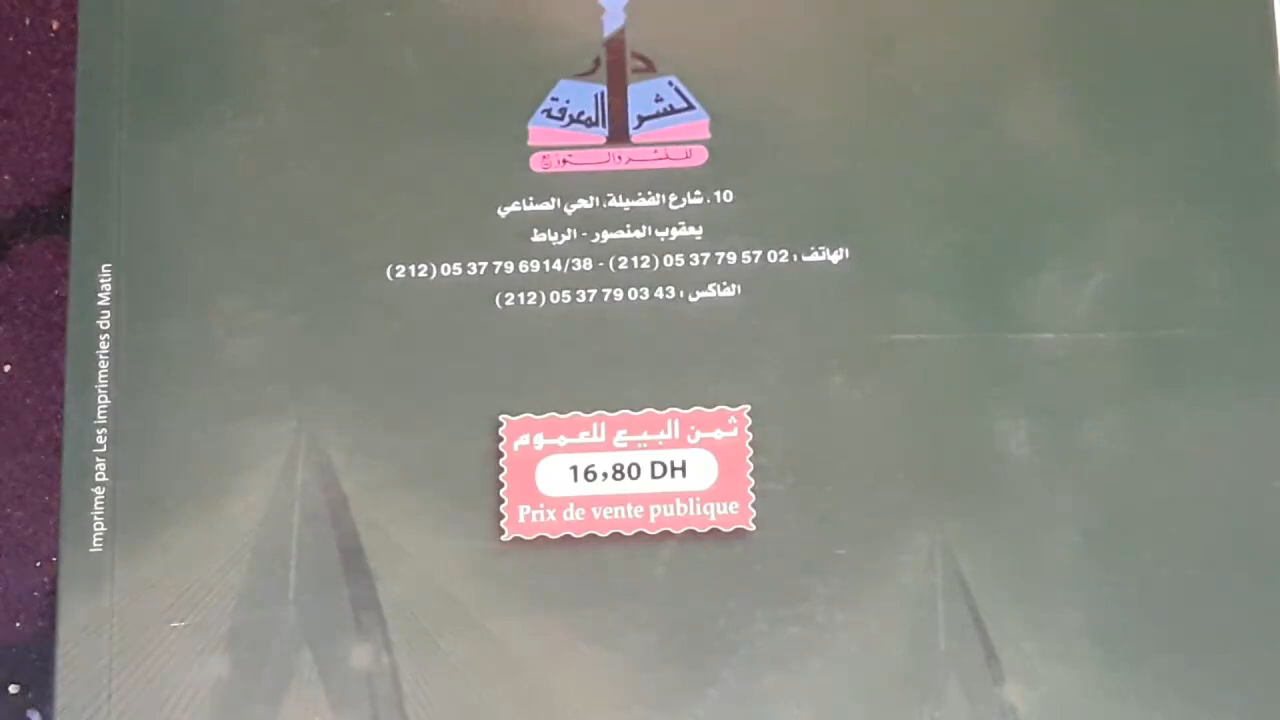 دار
نشر المعرفة
للنشر والتوزيع
10، شارع الفضيلة، الحي الصناعي
يعقوب المنصور - الرباط
الهاتف : 02 57 79 37 05 (212) - 38/6914 79 37 05 (212)
الفاكس : 43 03 79 37 05 (212)
ثمن البيع للعموم
16,80 DH
Prix de vente publique
Imprimé par Les imprimeries du Matin